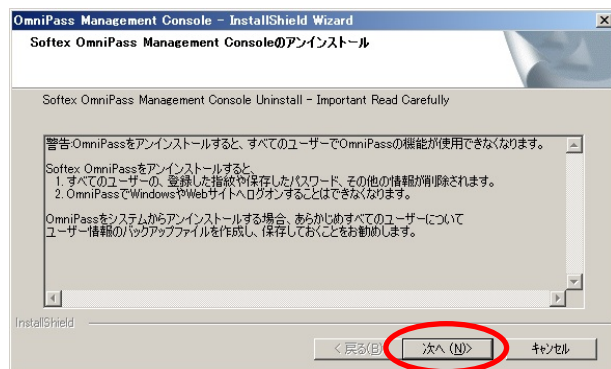 OmniPass Management Console - InstallShield Wizard
Softex OmniPass Management Consoleのアンインストール
Softex OmniPass Management Console Uninstall - Important Read Carefully
警告:OmniPassをアンインストールすると、すべてのユーザーでOmniPassの機能が使用できなくなります。
Softex OmniPassをアンインストールすると、
1. すべてのユーザーの、登録した指紋や保存したパスワード、その他の情報が削除されます。
2. OmniPassでWindowsやWebサイトへログオンすることはできなくなります。
OmniPassをシステムからアンインストールする場合、あらかじめすべてのユーザーについて
ユーザー情報のバックアップファイルを作成し、保存しておくことをお勧めします。
InstallShield
< 戻る(B) 次へ (N)> キャンセル